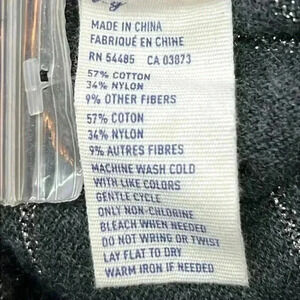 MADE IN CHINA
FABRIQUÉ EN CHINE
RN 54485 CA 03873
57% COTTON
34% NYLON
9% OTHER FIBERS
57% COTON
34% NYLON
9% AUTRES FIBRES
MACHINE WASH COLD
WITH LIKE COLORS
GENTLE CYCLE
ONLY NON-CHLORINE
BLEACH WHEN NEEDED
DO NOT WRING OR TWIST
LAY FLAT TO DRY
WARM IRON IF NEEDED